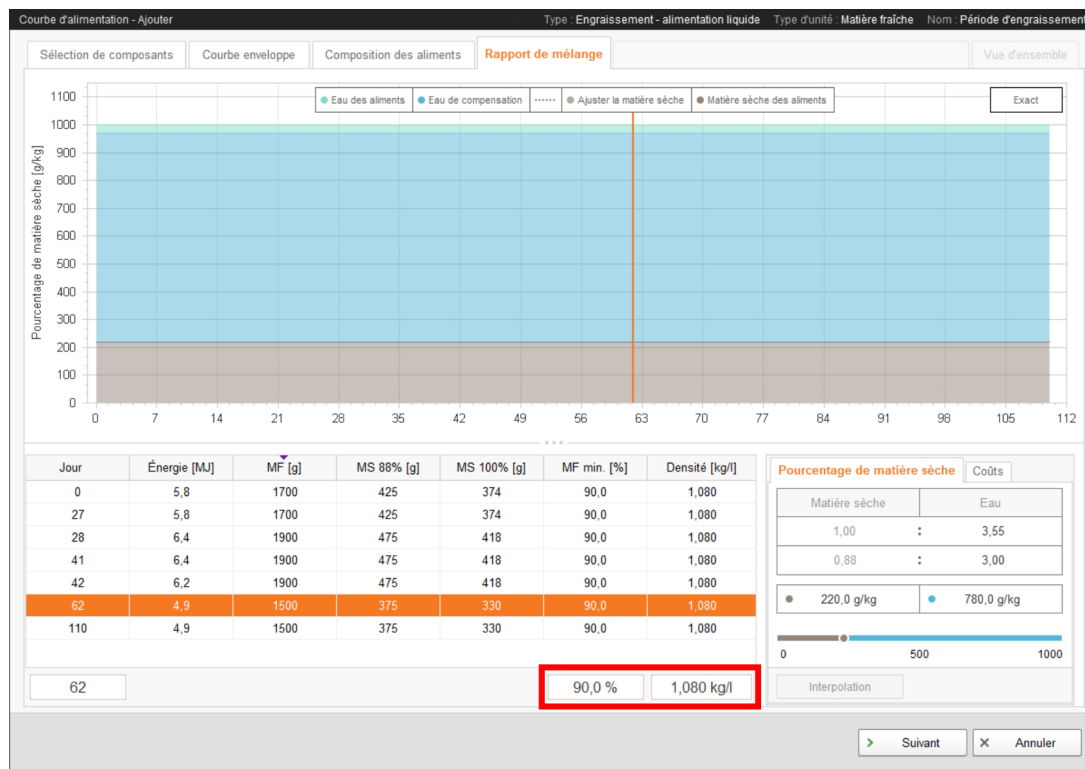 Courbe d'alimentation - Ajouter Type : Engraissement - alimentation liquide Type d'unité : Matière fraîche Nom : Période d'engraissement
Sélection de composants Courbe enveloppe Composition des aliments Rapport de mélange Vue d'ensemble
Eau des aliments Eau de compensation Ajuster la matière sèche Matière sèche des aliments Exact
Pourcentage de matière sèche [g/kg]
1100
1000
900
800
700
600
500
400
300
200
100
0
0 7 14 21 28 35 42 49 56 63 70 77 84 91 98 105 112
Jour Énergie [MJ] MF [g] MS 88% [g] MS 100% [g] MF min. [%] Densité [kg/l]
0 5,8 1700 425 374 90,0 1,080
27 5,8 1700 425 374 90,0 1,080
28 6,4 1900 475 418 90,0 1,080
41 6,4 1900 475 418 90,0 1,080
42 6,2 1900 475 418 90,0 1,080
62 4,9 1500 375 330 90,0 1,080
110 4,9 1500 375 330 90,0 1,080
62 90,0 % 1,080 kg/l
Pourcentage de matière sèche Coûts
Matière sèche Eau
1,00 : 3,55
0,88 : 3,00
220,0 g/kg 780,0 g/kg
0 500 1000
Interpolation
Suivant Annuler